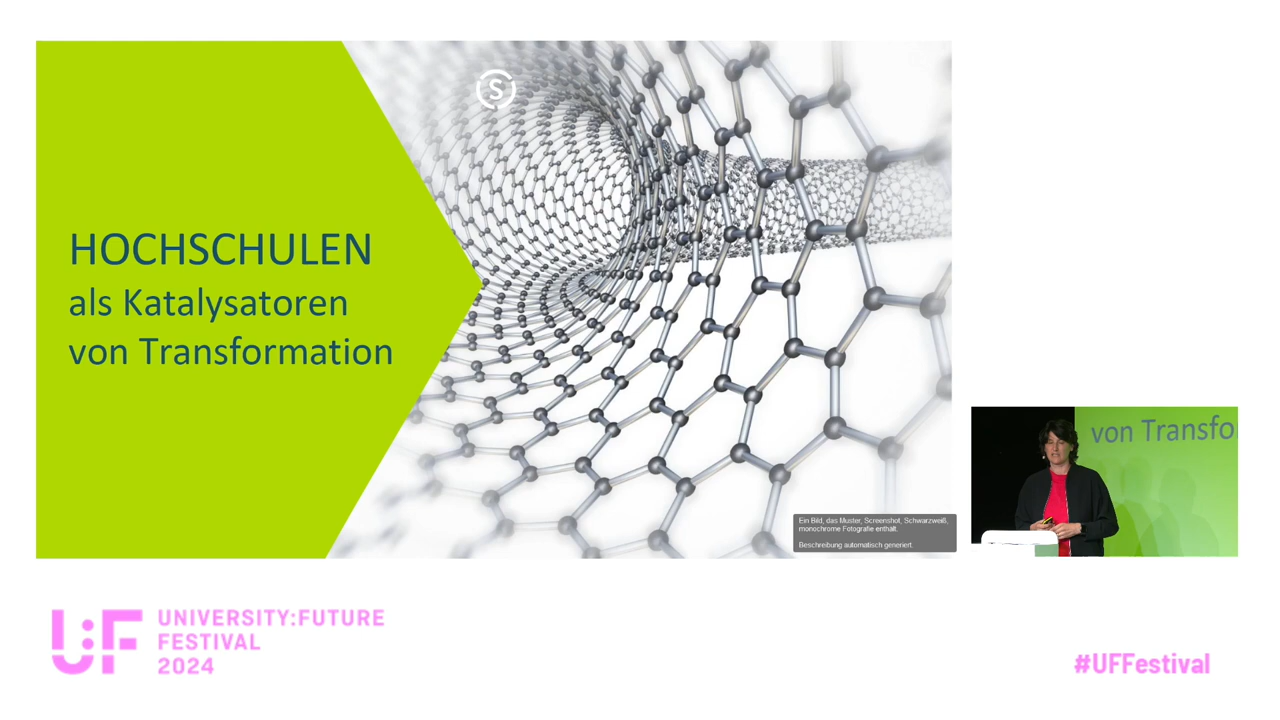 S
HOCHSCHULEN
als Katalysatoren
von Transformation
Ein Bild, das Muster, Screenshot, Schwarzweiß,
monochrome Fotografie enthält.
Beschreibung automatisch generiert.
von Transfo
U:F
UNIVERSITY:FUTURE
FESTIVAL
2024
#UFFestival